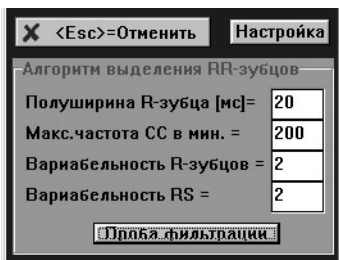 X <Esc>=Отменить Настройка
Алгоритм выделения RR-зубцов
Полуширина R-зубца [мс]= 20
Макс.частота СС в мин. = 200
Вариабельность R-зубцов = 2
Вариабельность RS = 2
Проба фильтрации